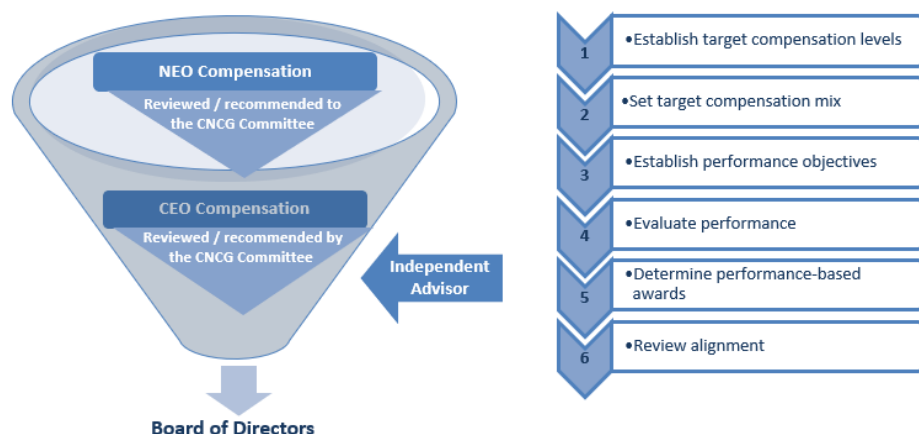 NEO Compensation
Reviewed / recommended to
the CNCG Committee
CEO Compensation
Reviewed / recommended by
the CNCG Committee
Independent
Advisor
Board of Directors
1
•Establish target compensation levels
2
•Set target compensation mix
3
•Establish performance objectives
4
•Evaluate performance
5
•Determine performance-based
awards
6
•Review alignment